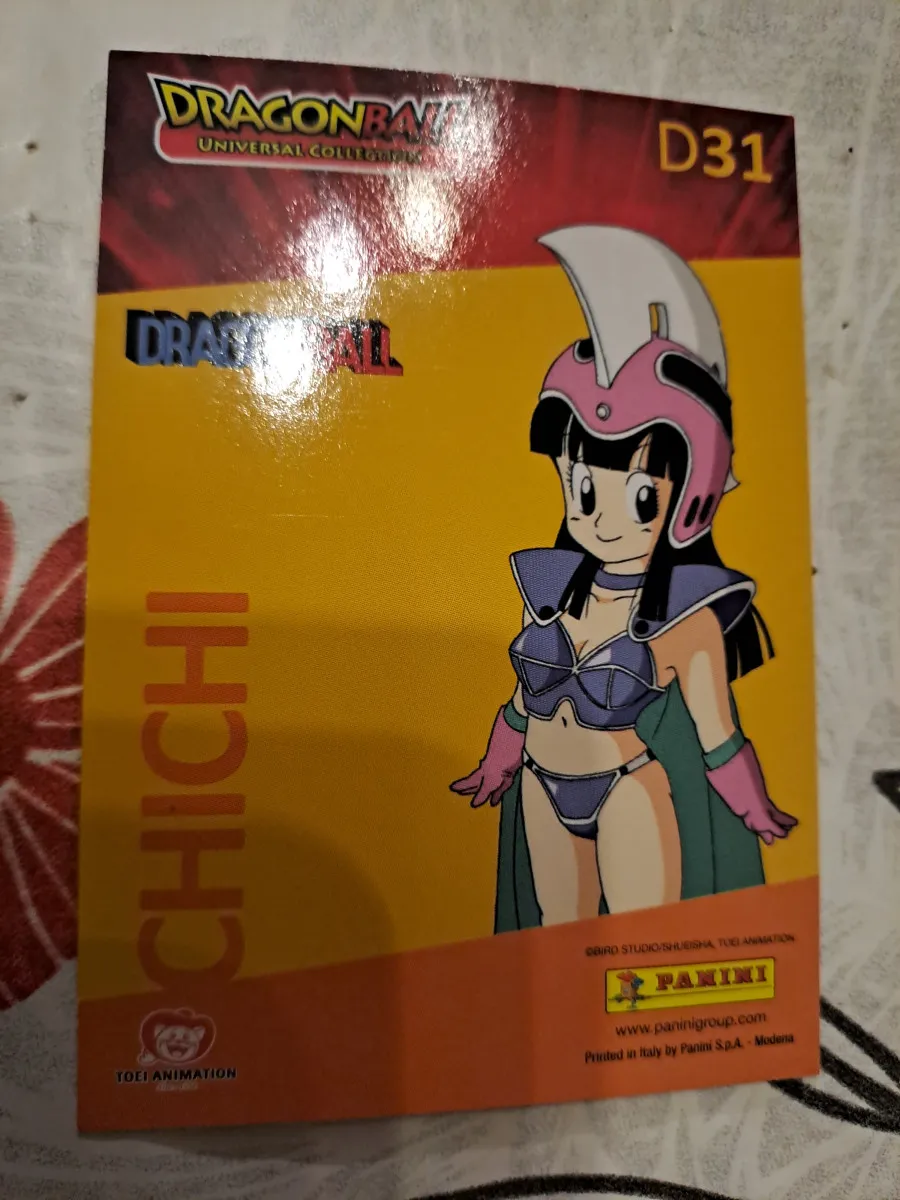 DRAGONBALL
UNIVERSAL COLLECTION
D31
DRAGONBALL
CHICHI
©BIRD STUDIO/SHUEISHA, TOEI ANIMATION
PANINI
www.paninigroup.com
Printed in Italy by Panini S.p.A. - Modena
TOEI ANIMATION